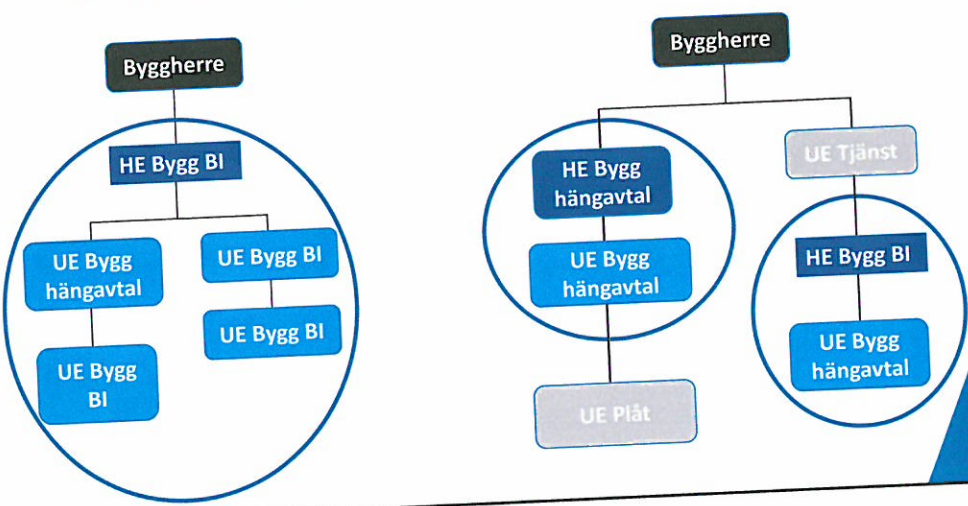 Byggherre
HE Bygg BI
UE Bygg
hängavtal
UE Bygg BI
UE Bygg
BI
UE Bygg BI
Byggherre
HE Bygg
hängavtal
UE Bygg
hängavtal
UE Plåt
UE Tjänst
HE Bygg BI
UE Bygg
hängavtal